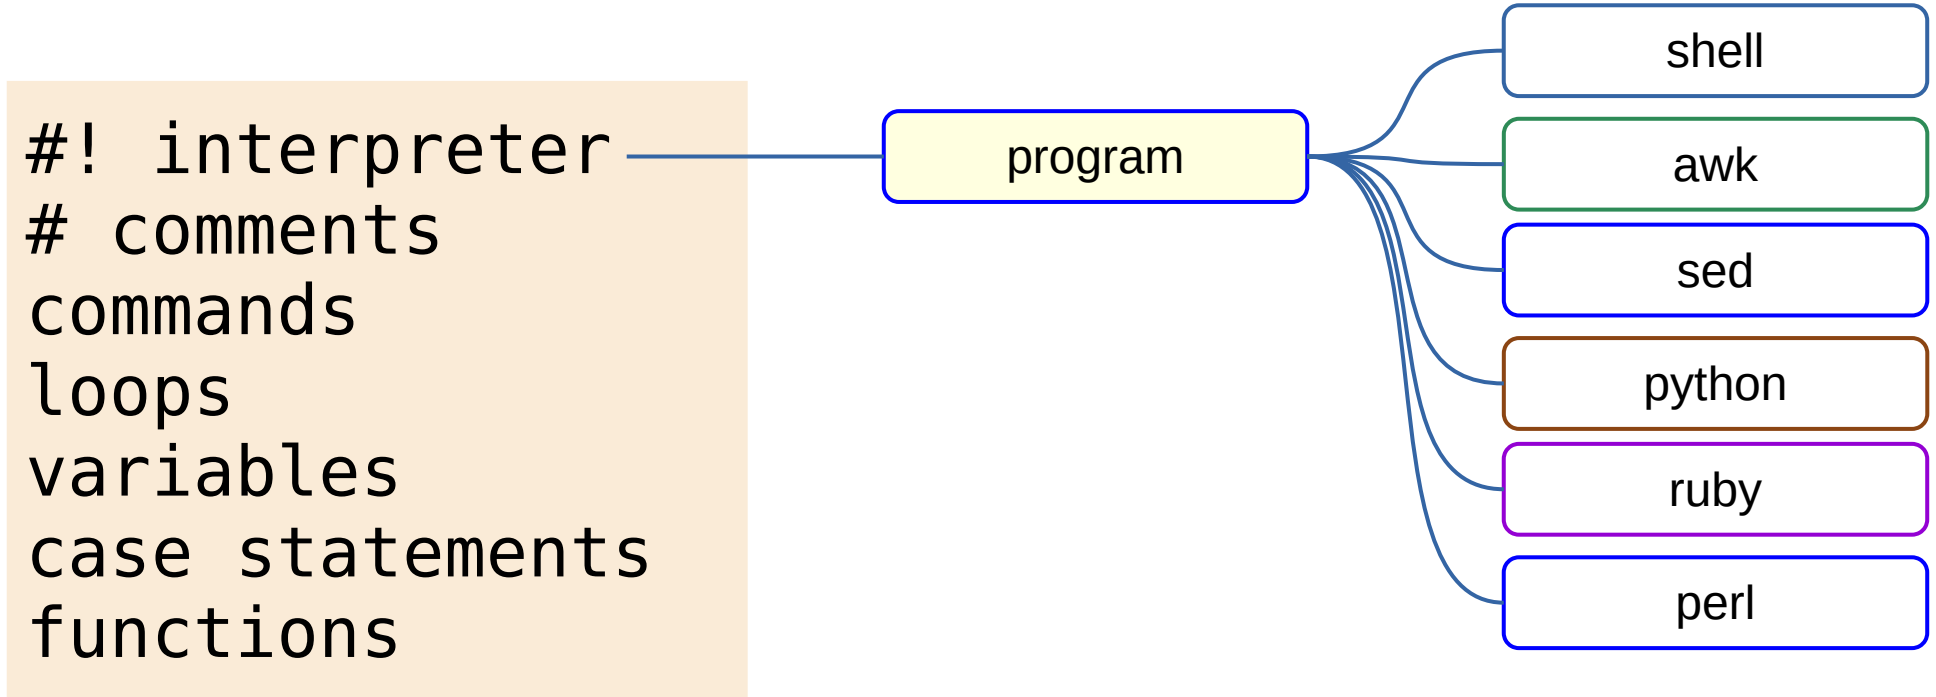 #! interpreter
# comments
commands
loops
variables
case statements
functions
program
shell
awk
sed
python
ruby
perl